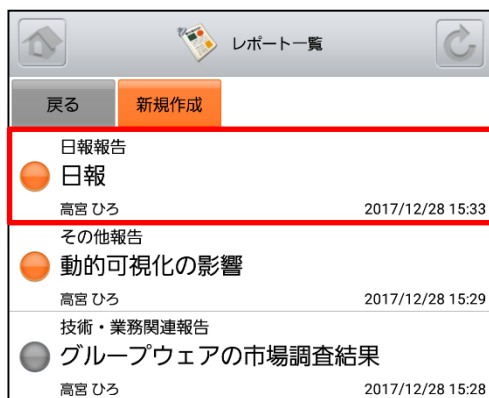 レポート一覧
戻る 新規作成
日報報告
日報
高宮 ひろ 2017/12/28 15:33
その他報告
動的可視化の影響
高宮 ひろ 2017/12/28 15:29
技術・業務関連報告
グループウェアの市場調査結果
高宮 ひろ 2017/12/28 15:28